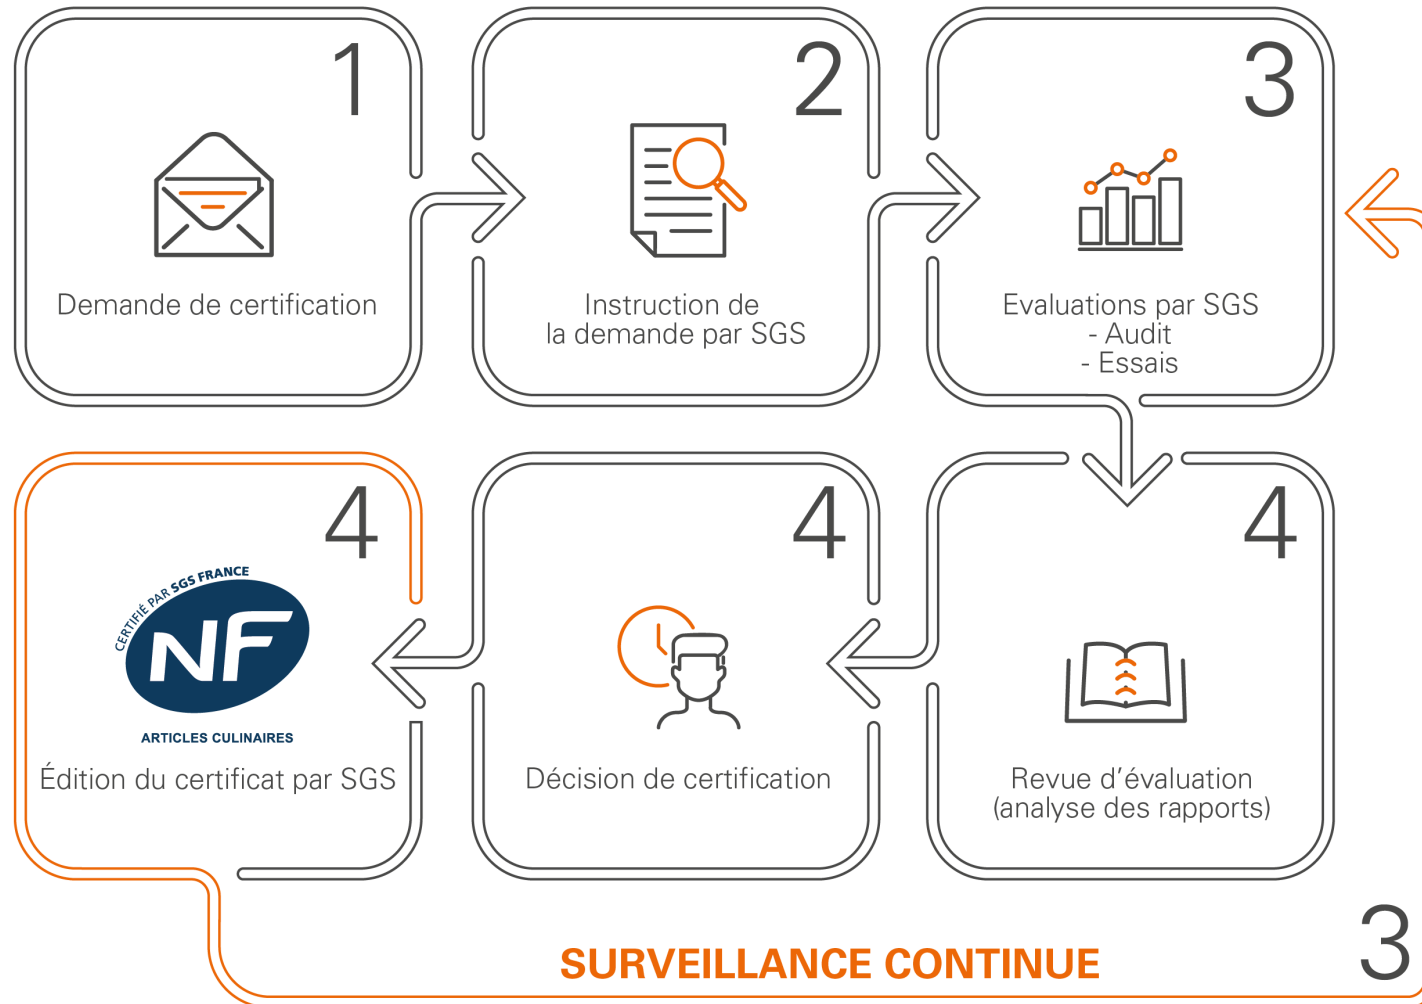 1
Demande de certification
2
Instruction de
la demande par SGS
3
Evaluations par SGS
- Audit
- Essais
4
CERTIFIÉ PAR SGS FRANCE
NF
ARTICLES CULINAIRES
Édition du certificat par SGS
4
Décision de certification
4
Revue d'évaluation
(analyse des rapports)
SURVEILLANCE CONTINUE
3